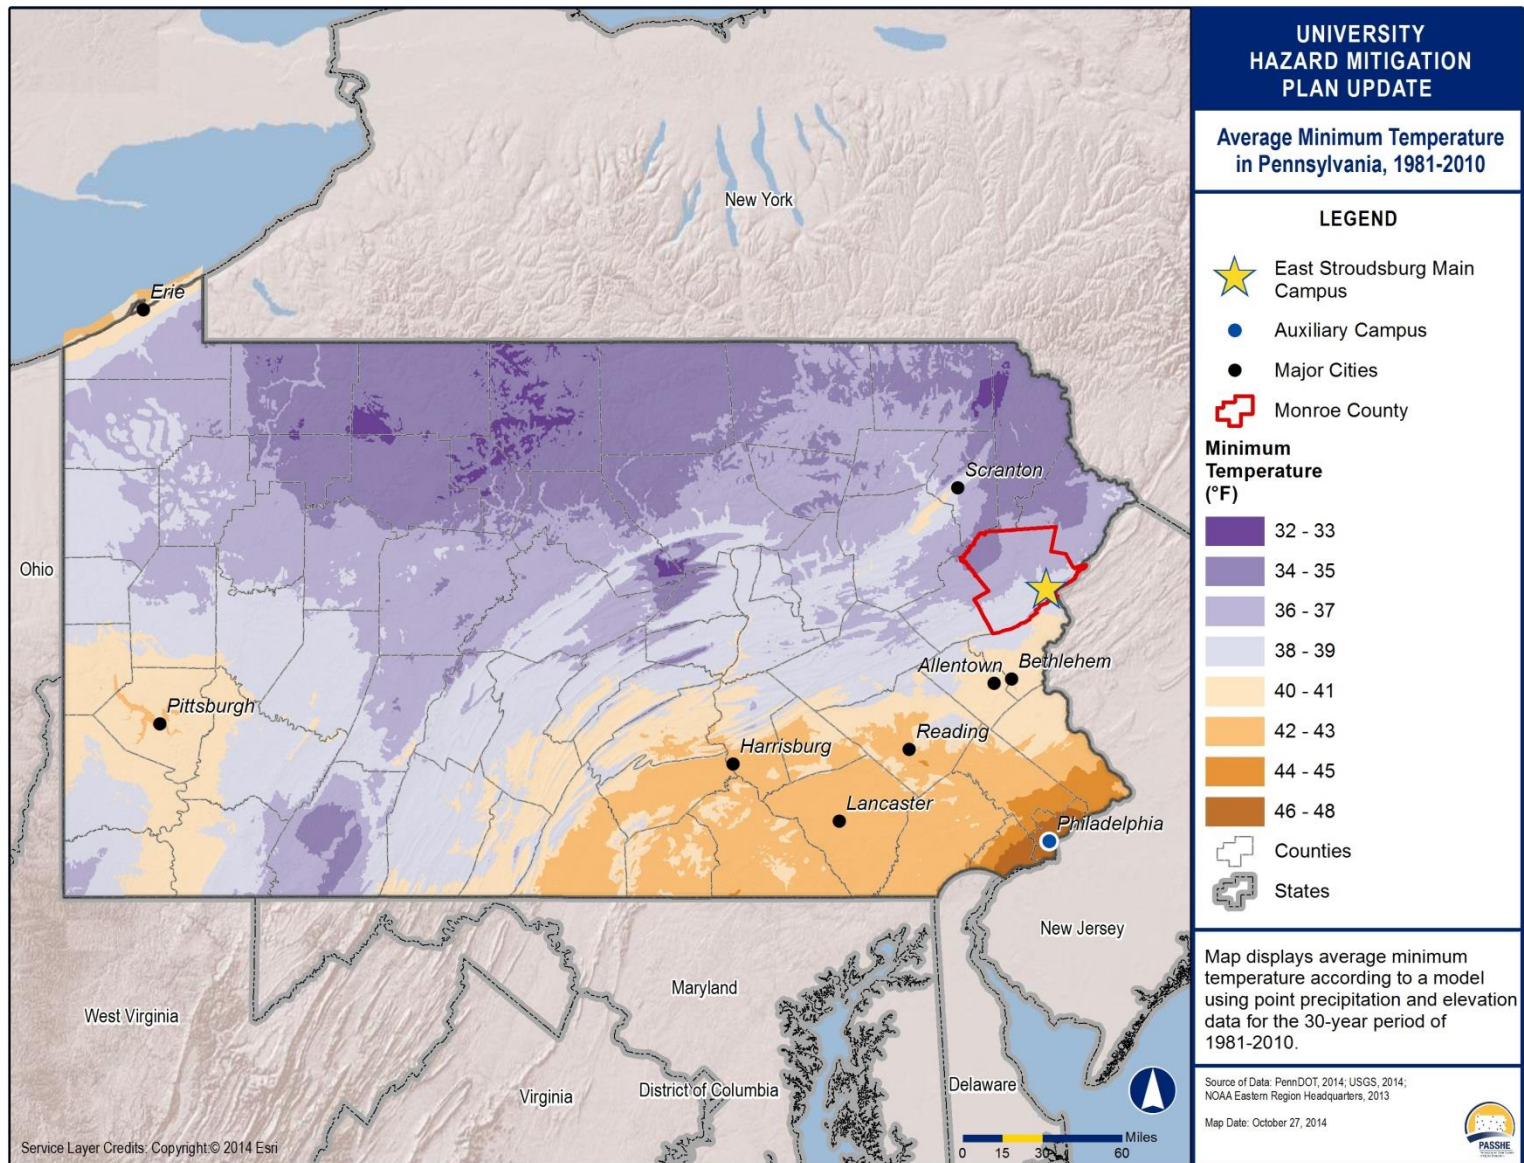 UNIVERSITY
HAZARD MITIGATION
PLAN UPDATE
Average Minimum Temperature
in Pennsylvania, 1981-2010
LEGEND
East Stroudsburg Main
Campus
Auxiliary Campus
Major Cities
Monroe County
Minimum
Temperature
(°F)
32 - 33
34 - 35
36 - 37
38 - 39
40 - 41
42 - 43
44 - 45
46 - 48
Counties
States
Map displays average minimum
temperature according to a model
using point precipitation and elevation
data for the 30-year period of
1981-2010.
Source of Data: PennDOT, 2014; USGS, 2014;
NOAA Eastern Region Headquarters, 2013
Map Date: October 27, 2014
PASSHE
New York
Erie
Scranton
Ohio
Allentown
Bethlehem
Pittsburgh
Harrisburg
Reading
Lancaster
Philadelphia
New Jersey
Maryland
West Virginia
Virginia
District of Columbia
Delaware
Miles
0 15 30 60
Service Layer Credits: Copyright:© 2014 Esri